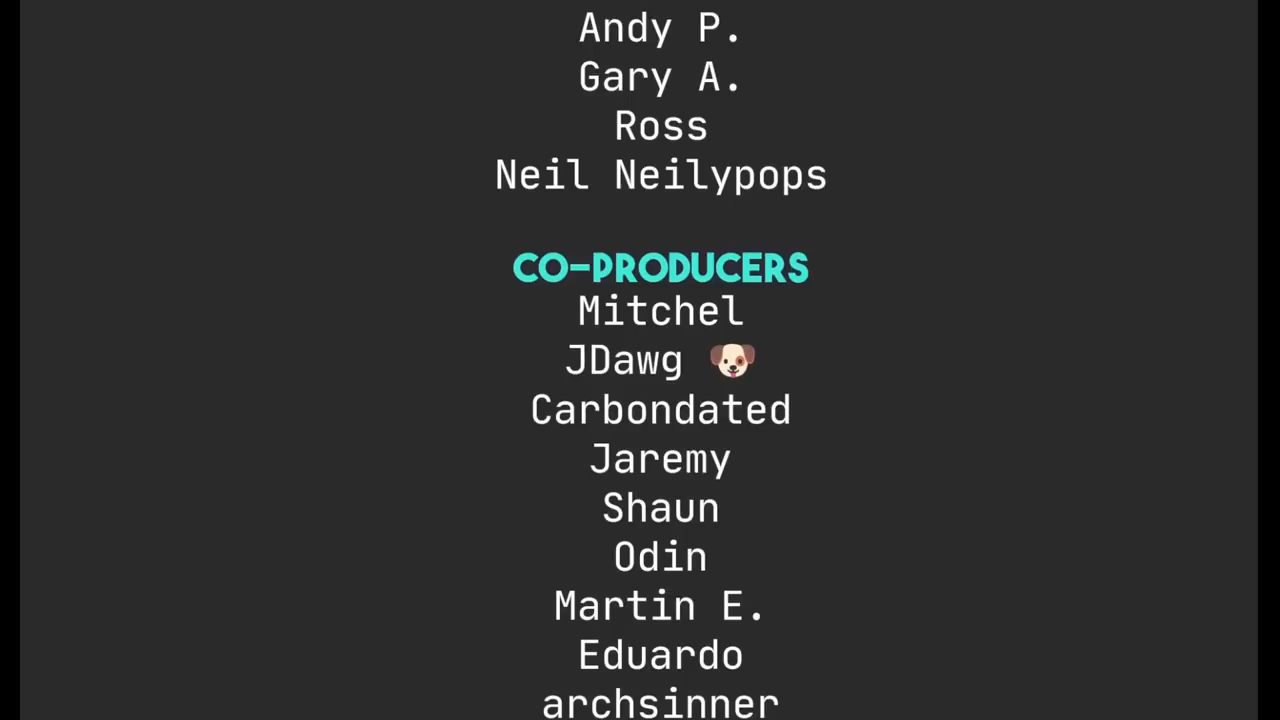 Andy P.
Gary A.
Ross
Neil Neilypops
CO-PRODUCERS
Mitchel
JDawg 🐶
Carbondated
Jaremy
Shaun
Odin
Martin E.
Eduardo
archsinner